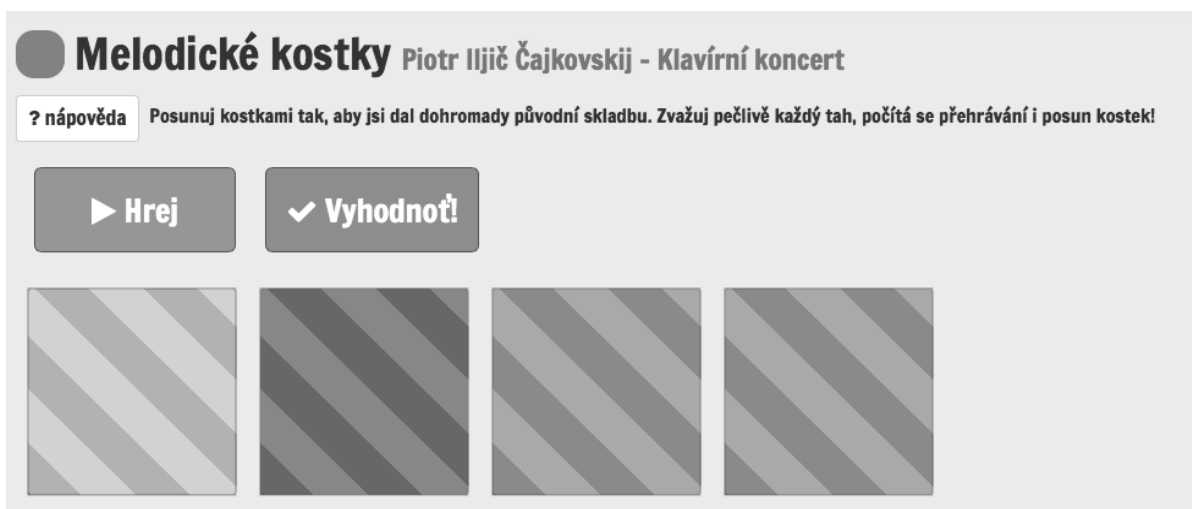 Melodické kostky Piotr Iljič Čajkovskij - Klavírní koncert
? nápověda Posunuj kostkami tak, aby jsi dal dohromady původní skladbu. Zvažuj pečlivě každý tah, počítá se přehrávání i posun kostek!
Hrej Vyhodnoť!